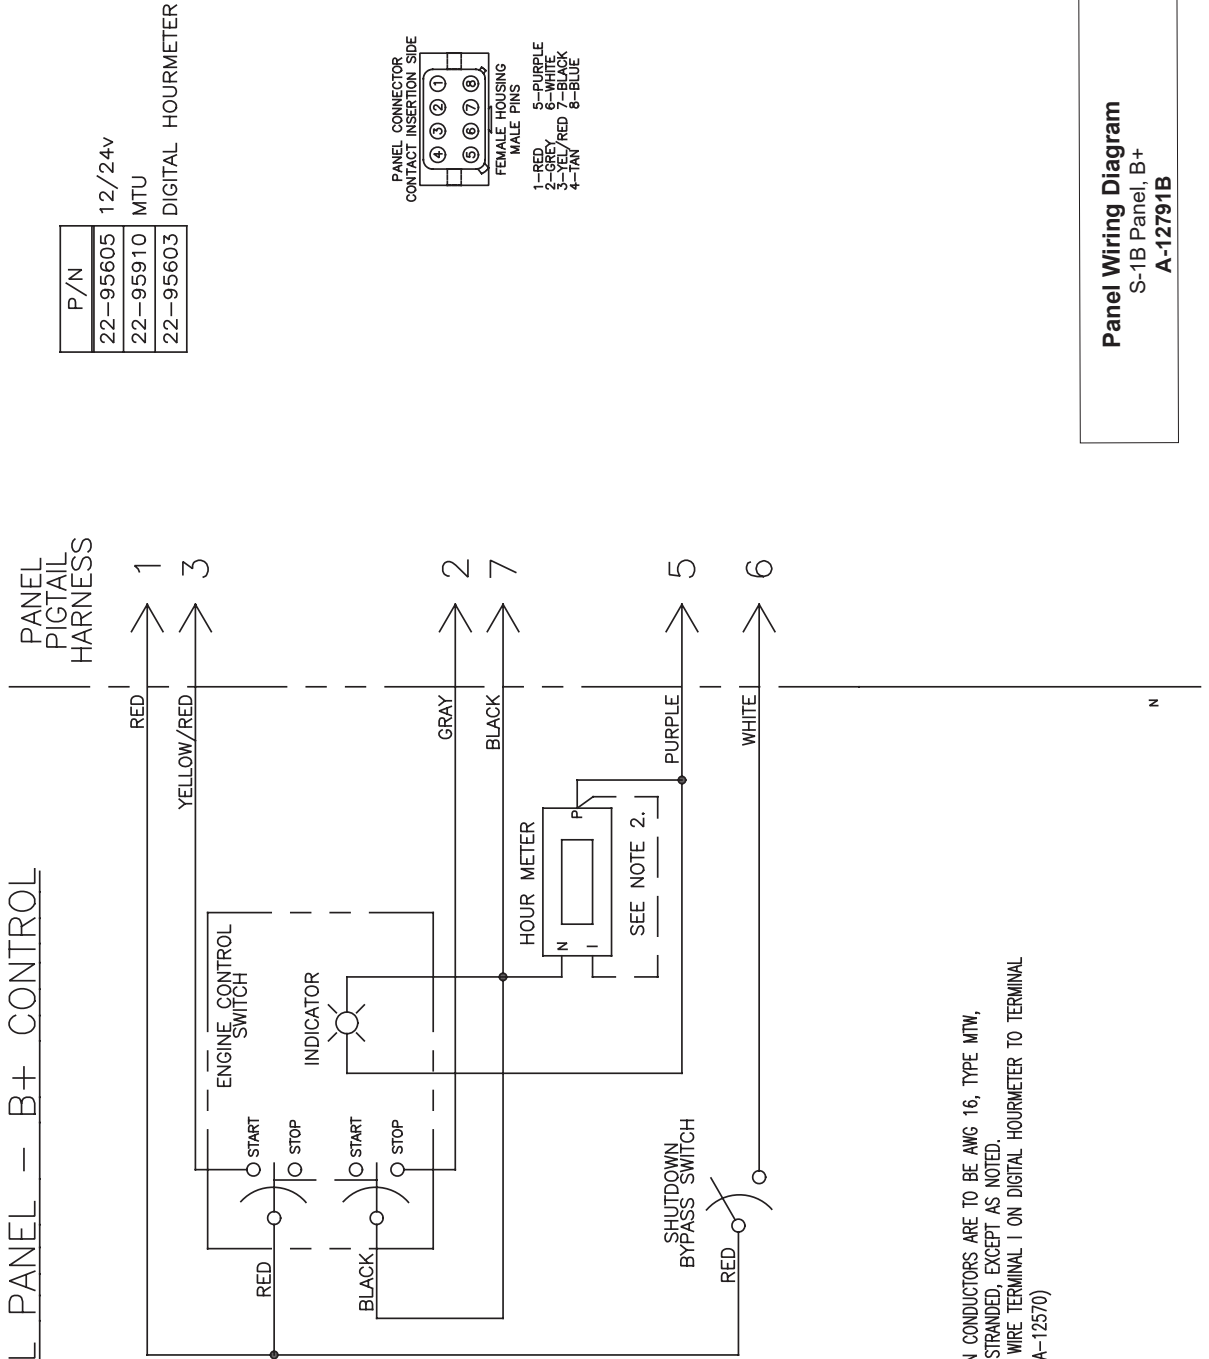 L PANEL - B+ CONTROL
PANEL
PIGTAIL
HARNESS
RED
1
YELLOW/RED
3
GRAY
2
BLACK
7
PURPLE
5
WHITE
6
ENGINE CONTROL
SWITCH
START
STOP
START
STOP
INDICATOR
RED
BLACK
HOUR METER
N
I
P
SEE NOTE 2.
SHUTDOWN
BYPASS SWITCH
RED
CONDUCTORS ARE TO BE AWG 16, TYPE MTW,
STRANDED, EXCEPT AS NOTED.
WIRE TERMINAL I ON DIGITAL HOURMETER TO TERMINAL
A-12570)
N
P/N
22-95605 12/24v
22-95910 MTU
22-95603 DIGITAL HOURMETER
PANEL CONNECTOR
CONTACT INSERTION SIDE
4 3 2 1
5 6 7 8
FEMALE HOUSING
MALE PINS
1-RED 5-PURPLE
2-GREY 6-WHITE
3-YEL/RED 7-BLACK
4-TAN 8-BLUE
Panel Wiring Diagram
S-1B Panel, B+
A-12791B